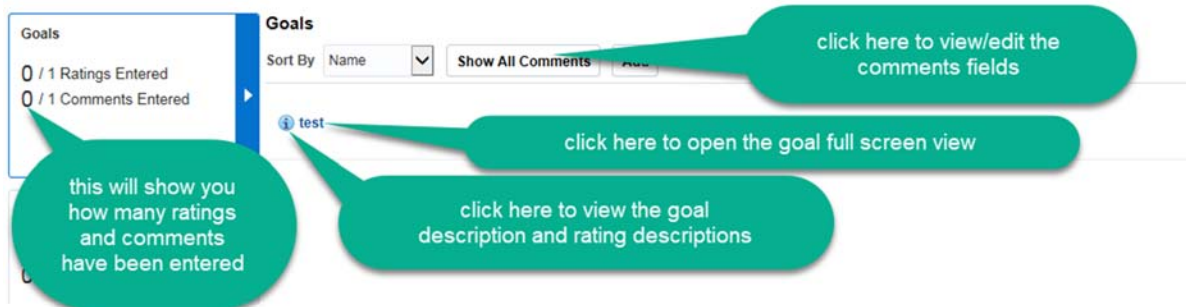 Goals
0 / 1 Ratings Entered
0 / 1 Comments Entered
this will show you
how many ratings
and comments
have been entered
Goals
Sort By Name Show All Comments
click here to view/edit the
comments fields
test
click here to open the goal full screen view
click here to view the goal
description and rating descriptions